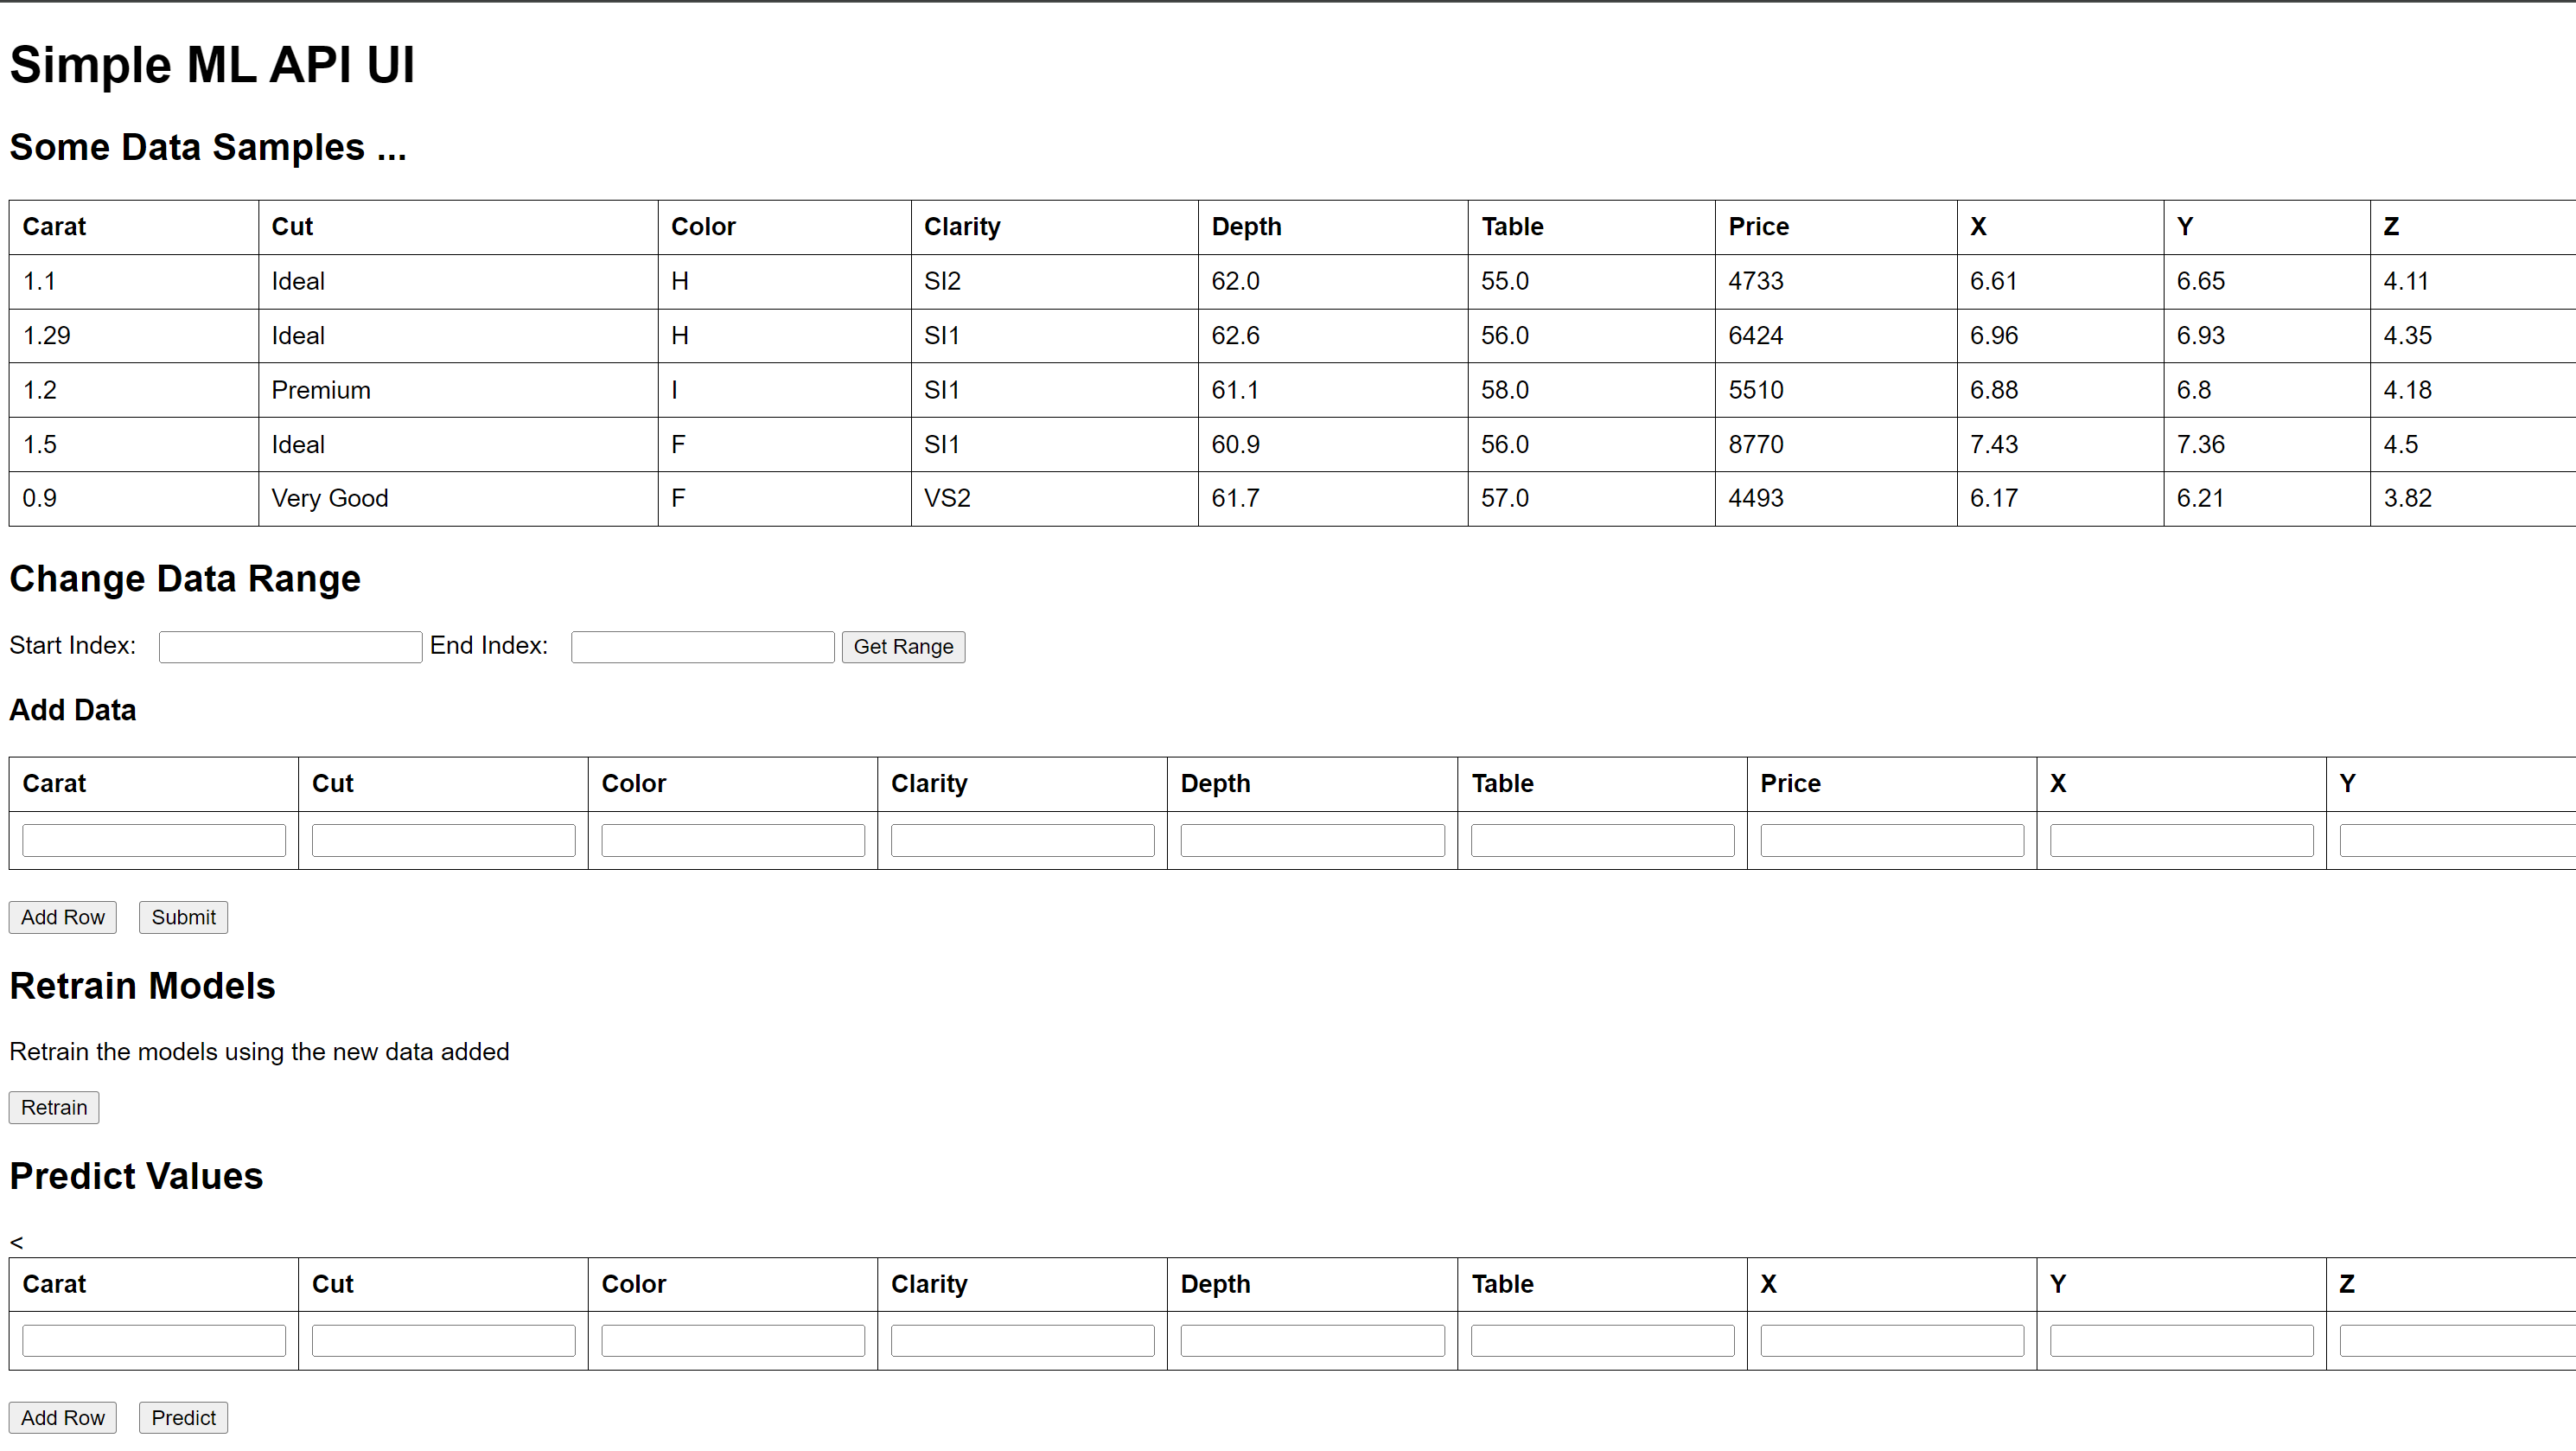 Simple ML API UI
Some Data Samples ...
Carat Cut Color Clarity Depth Table Price X Y Z
1.1 Ideal H SI2 62.0 55.0 4733 6.61 6.65 4.11
1.29 Ideal H SI1 62.6 56.0 6424 6.96 6.93 4.35
1.2 Premium I SI1 61.1 58.0 5510 6.88 6.8 4.18
1.5 Ideal F SI1 60.9 56.0 8770 7.43 7.36 4.5
0.9 Very Good F VS2 61.7 57.0 4493 6.17 6.21 3.82
Change Data Range
Start Index: End Index: Get Range
Add Data
Carat Cut Color Clarity Depth Table Price X Y
Add Row Submit
Retrain Models
Retrain the models using the new data added
Retrain
Predict Values
<
Carat Cut Color Clarity Depth Table X Y Z
Add Row Predict